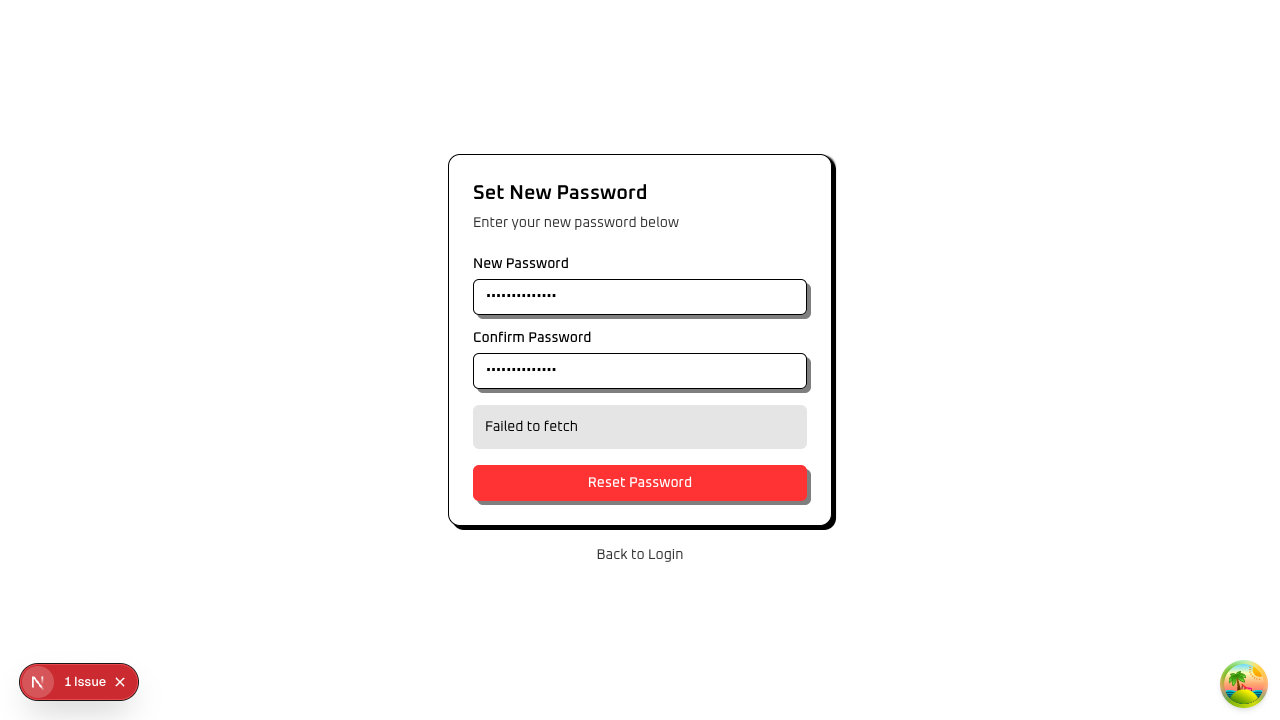 Set New Password
Enter your new password below
New Password
••••••••••••••
Confirm Password
••••••••••••••
Failed to fetch
Reset Password
Back to Login
N 1 Issue